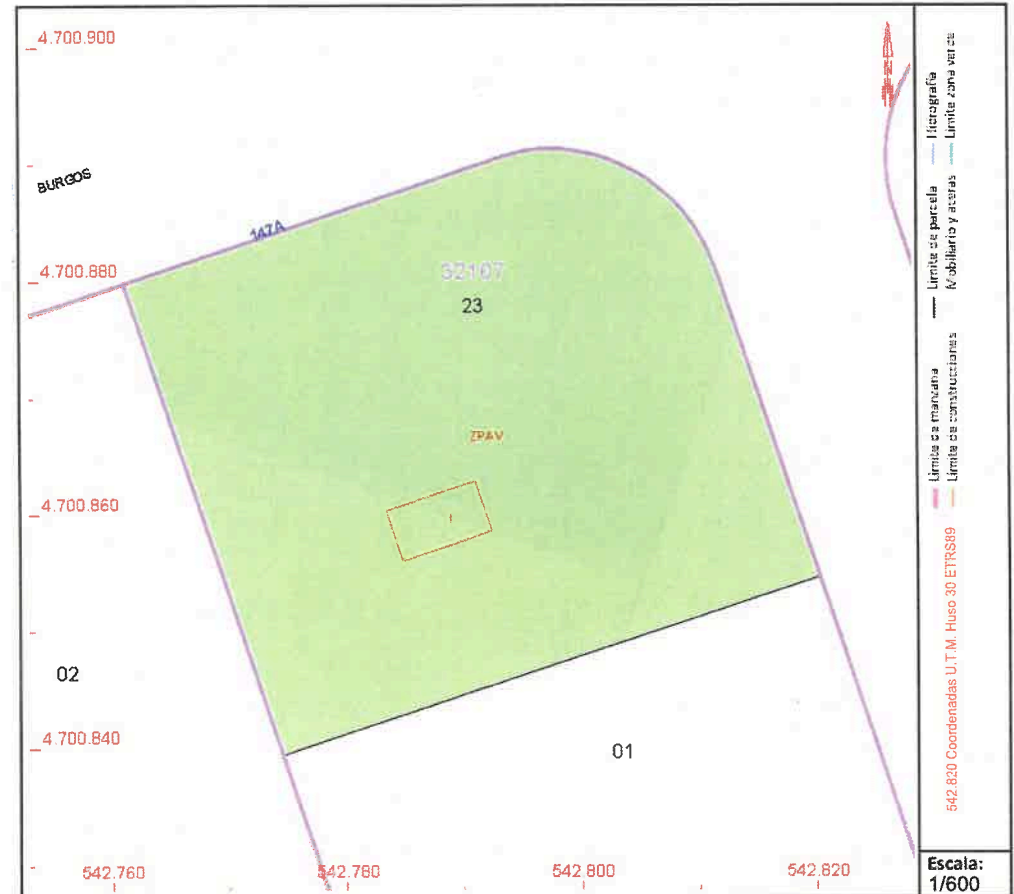 4.700.900
BURGOS
147A
4.700.880
32107
23
ZPAV
4.700.860
1
02
4.700.840
01
542.760
542.780
542.800
542.820
Límite de manzana
Límite de parcela
Hidrografía
Límite de construcciones
Mobiliario y aceras
Límite zona verde
542.820 Coordenadas U.T.M. Huso 30 ETRS89
Escala:
1/600